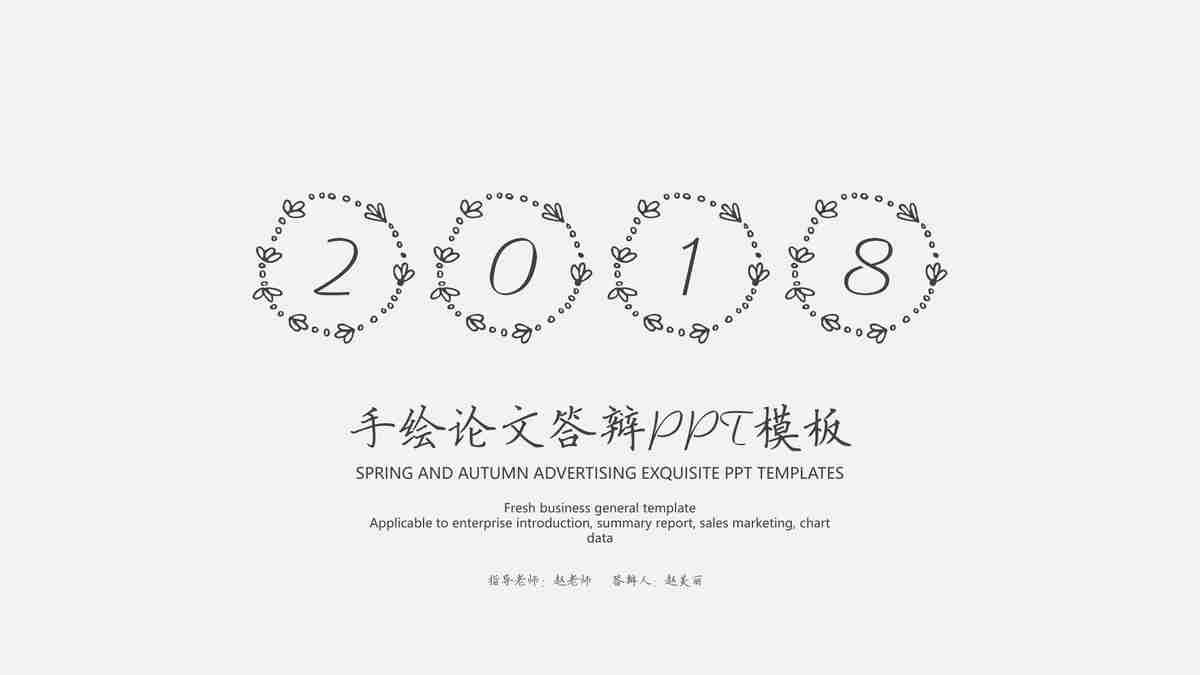 2 0 1 8
手绘论文答辩PPT模板
SPRING AND AUTUMN ADVERTISING EXQUISITE PPT TEMPLATES
Fresh business general template
Applicable to enterprise introduction, summary report, sales marketing, chart
data
指导老师：赵老师 答辩人：赵美丽